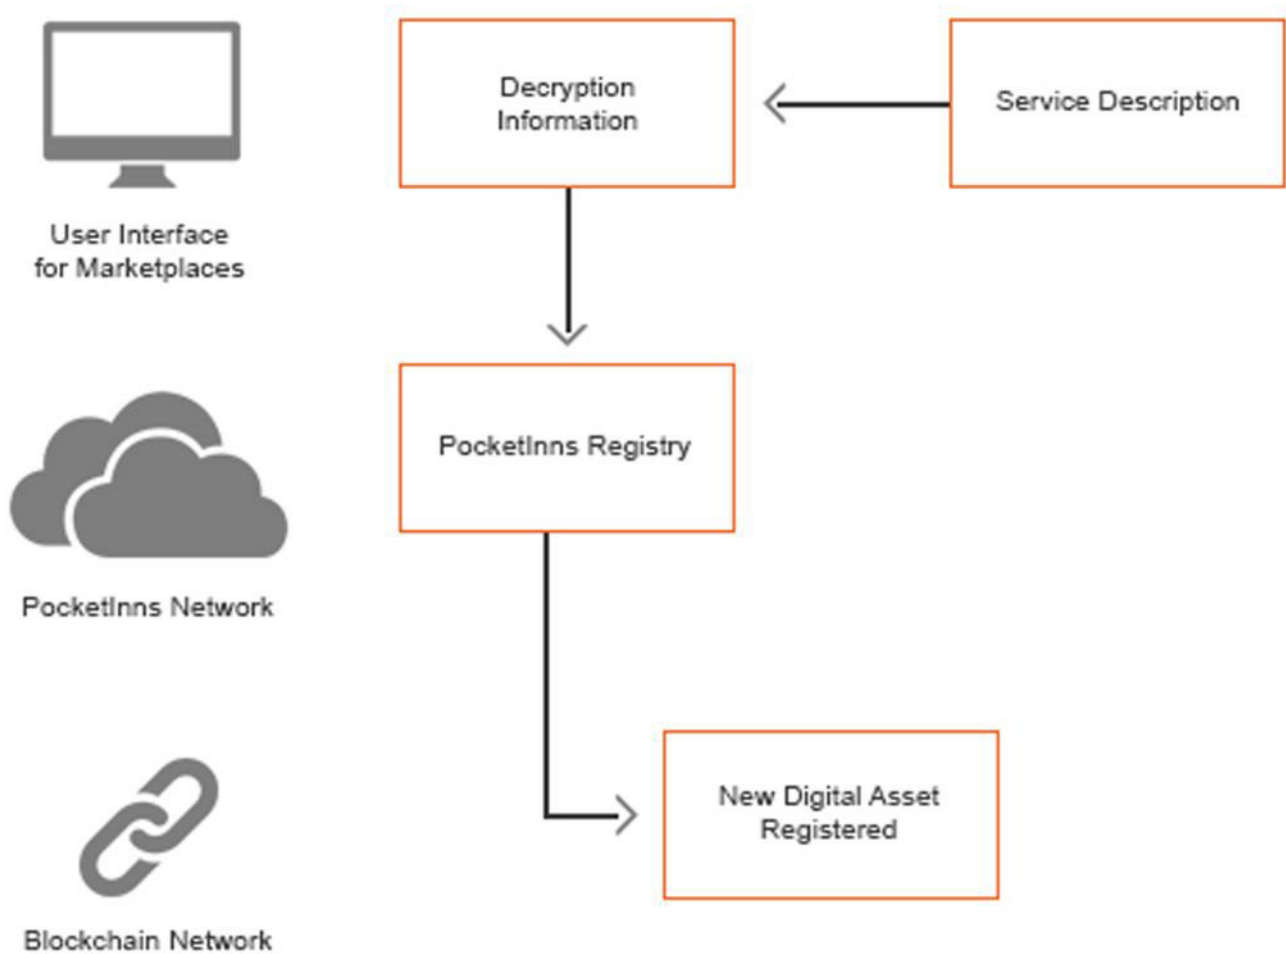 Decryption
Information
Service Description
User Interface
for Marketplaces
PocketInns Registry
PocketInns Network
New Digital Asset
Registered
Blockchain Network